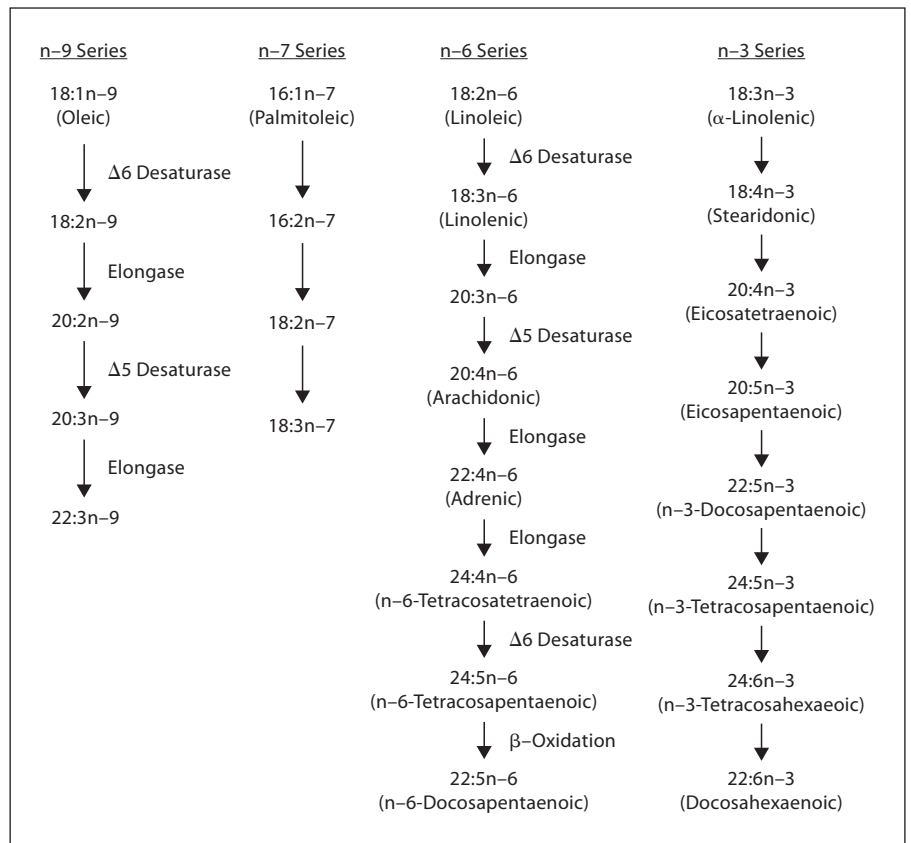 n–9 Series
18:1n–9
(Oleic)
Δ6 Desaturase
18:2n–9
Elongase
20:2n–9
Δ5 Desaturase
20:3n–9
Elongase
22:3n–9
n–7 Series
16:1n–7
(Palmitoleic)
16:2n–7
18:2n–7
18:3n–7
n–6 Series
18:2n–6
(Linoleic)
Δ6 Desaturase
18:3n–6
(Linolenic)
Elongase
20:3n–6
Δ5 Desaturase
20:4n–6
(Arachidonic)
Elongase
22:4n–6
(Adrenic)
Elongase
24:4n–6
(n–6-Tetracosatetraenoic)
Δ6 Desaturase
24:5n–6
(n–6-Tetracosapentaenoic)
β–Oxidation
22:5n–6
(n–6-Docosapentaenoic)
n–3 Series
18:3n–3
(α-Linolenic)
18:4n–3
(Stearidonic)
20:4n–3
(Eicosatetraenoic)
20:5n–3
(Eicosapentaenoic)
22:5n–3
(n–3-Docosapentaenoic)
24:5n–3
(n–3-Tetracosapentaenoic)
24:6n–3
(n–3-Tetracosahexaeoic)
22:6n–3
(Docosahexaenoic)